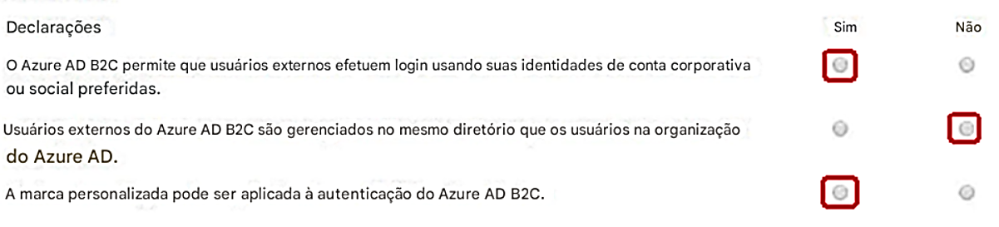 Declarações Sim Não
O Azure AD B2C permite que usuários externos efetuem login usando suas identidades de conta corporativa
ou social preferidas.
Usuários externos do Azure AD B2C são gerenciados no mesmo diretório que os usuários na organização
do Azure AD.
A marca personalizada pode ser aplicada à autenticação do Azure AD B2C.